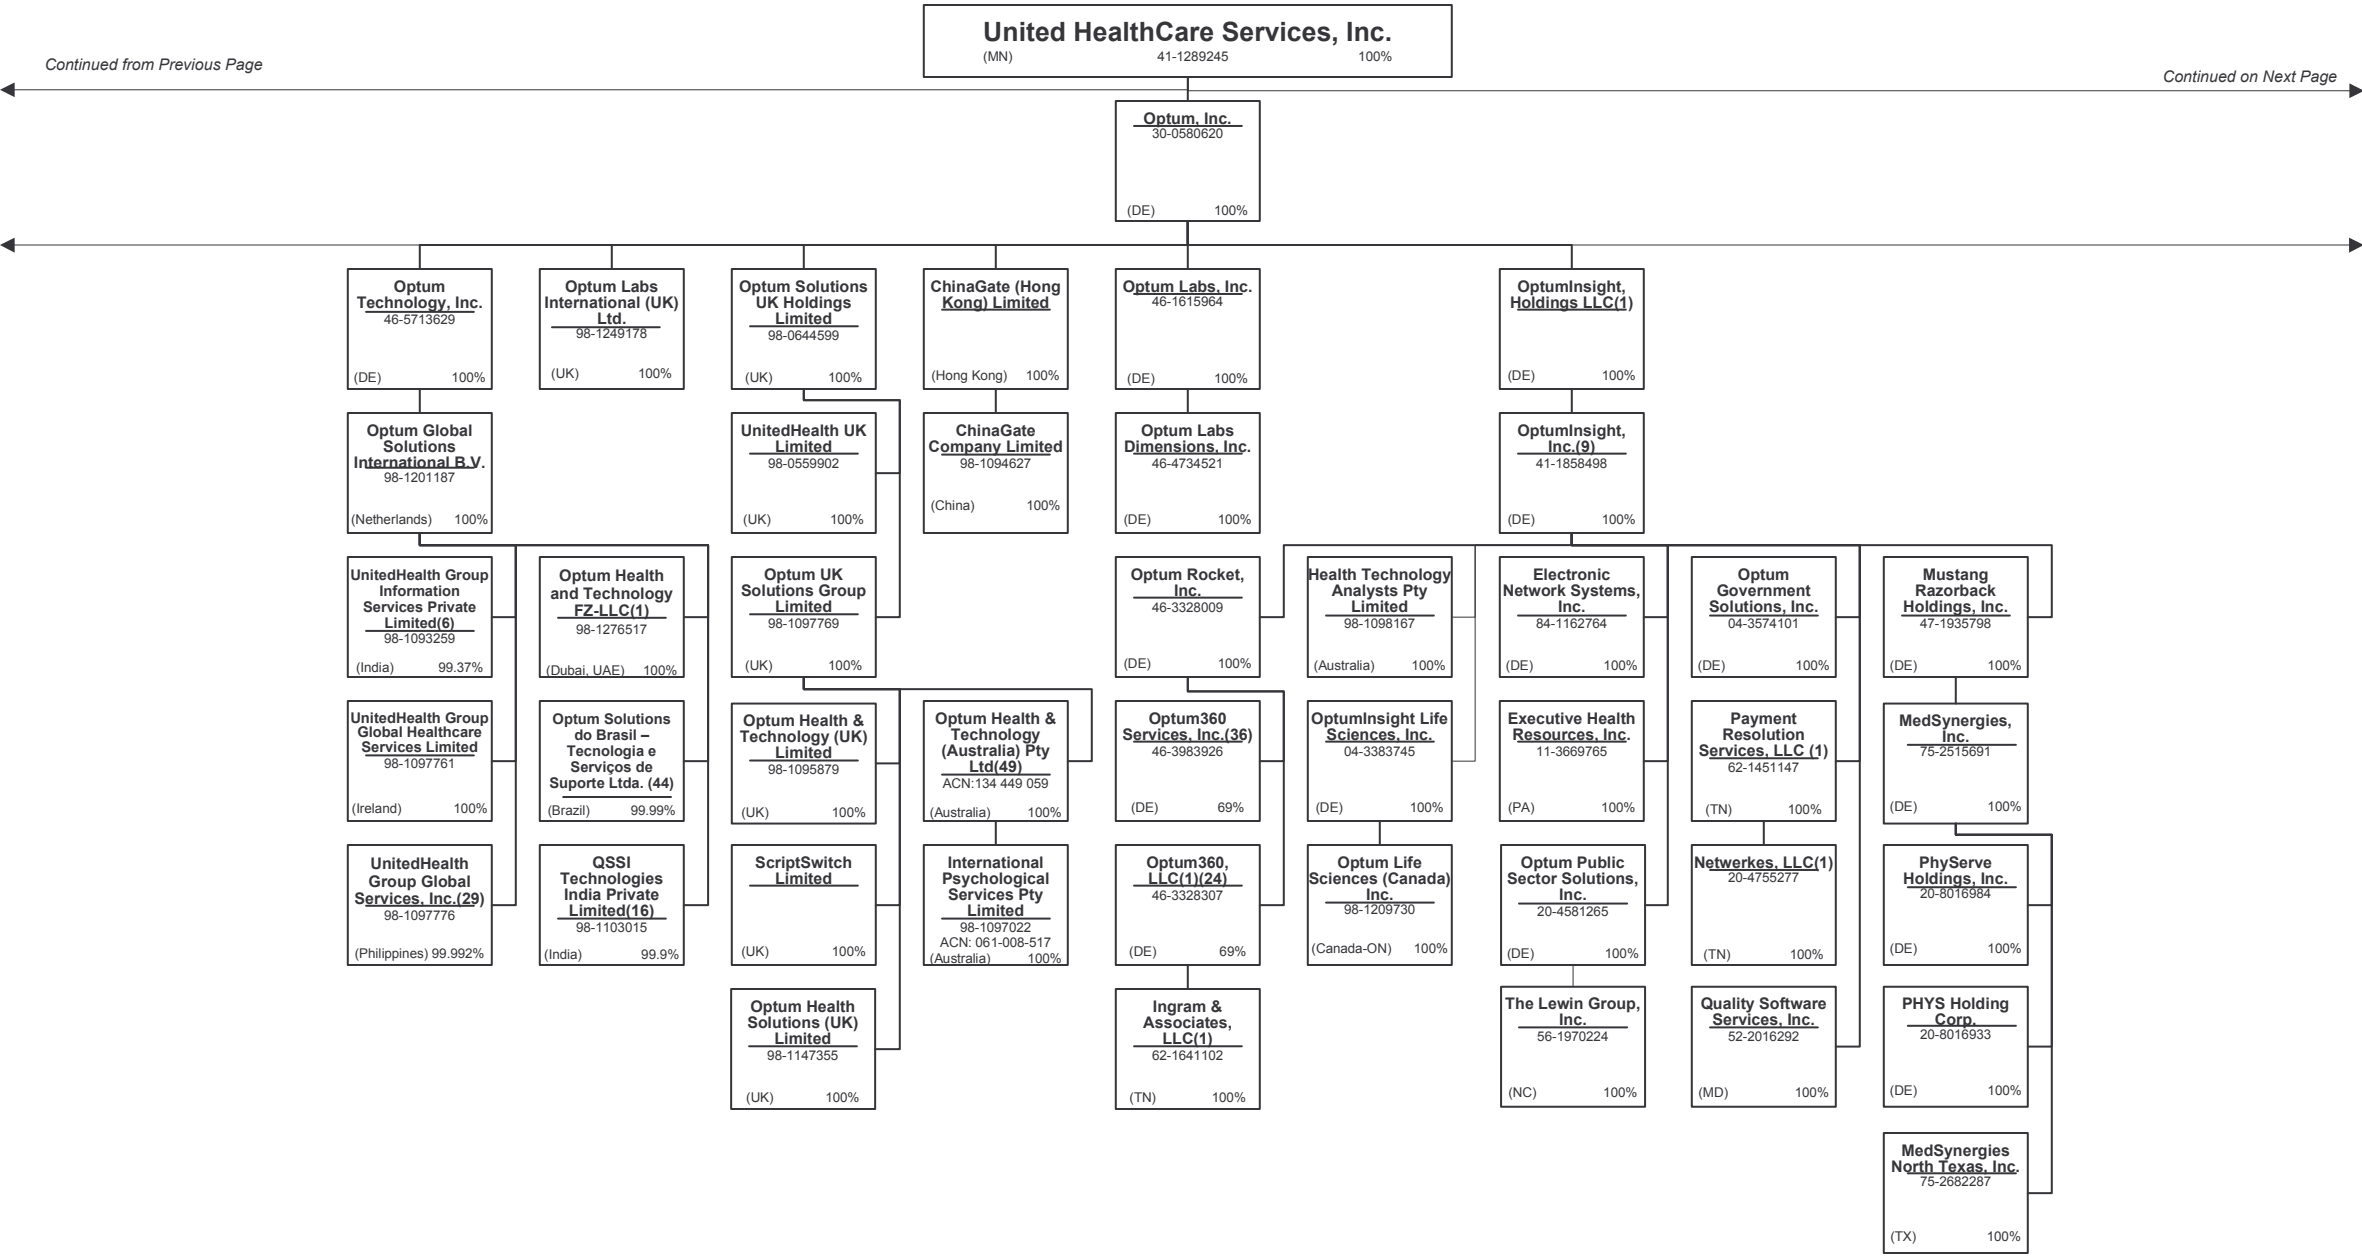 United HealthCare Services, Inc.
(MN) 41-1289245 100%
Continued from Previous Page
Continued on Next Page
Optum, Inc.
30-0580620
(DE) 100%
Optum
Technology, Inc.
46-5713629
(DE) 100%
Optum Labs
International (UK)
Ltd.
98-1249178
(UK) 100%
Optum Solutions
UK Holdings
Limited
98-0644599
(UK) 100%
ChinaGate (Hong
Kong) Limited
(Hong Kong) 100%
Optum Labs, Inc.
46-1615964
(DE) 100%
OptumInsight,
Holdings LLC(1)
(DE) 100%
Optum Global
Solutions
International B.V.
98-1201187
(Netherlands) 100%
UnitedHealth UK
Limited
98-0559902
(UK) 100%
ChinaGate
Company Limited
98-1094627
(China) 100%
Optum Labs
Dimensions, Inc.
46-4734521
(DE) 100%
OptumInsight,
Inc.(9)
41-1858498
(DE) 100%
UnitedHealth Group
Information
Services Private
Limited(6)
98-1093259
(India) 99.37%
Optum Health
and Technology
FZ-LLC(1)
98-1276517
(Dubai, UAE) 100%
Optum UK
Solutions Group
Limited
98-1097769
(UK) 100%
Optum Rocket,
Inc.
46-3328009
(DE) 100%
Health Technology
Analysts Pty
Limited
98-1098167
(Australia) 100%
Electronic
Network Systems,
Inc.
84-1162764
(DE) 100%
Optum
Government
Solutions, Inc.
04-3574101
(DE) 100%
Mustang
Razorback
Holdings, Inc.
47-1935798
(DE) 100%
UnitedHealth Group
Global Healthcare
Services Limited
98-1097761
(Ireland) 100%
Optum Solutions
do Brasil –
Tecnologia e
Serviços de
Suporte Ltda. (44)
(Brazil) 99.99%
Optum Health &
Technology (UK)
Limited
98-1095879
(UK) 100%
Optum Health &
Technology
(Australia) Pty
Ltd(49)
ACN:134 449 059
(Australia) 100%
Optum360
Services, Inc.(36)
46-3983926
(DE) 69%
OptumInsight Life
Sciences, Inc.
04-3383745
(DE) 100%
Executive Health
Resources, Inc.
11-3669765
(PA) 100%
Payment
Resolution
Services, LLC (1)
62-1451147
(TN) 100%
MedSynergies,
Inc.
75-2515691
(DE) 100%
UnitedHealth
Group Global
Services, Inc.(29)
98-1097776
(Philippines) 99.992%
QSSI
Technologies
India Private
Limited(16)
98-1103015
(India) 99.9%
ScriptSwitch
Limited
(UK) 100%
International
Psychological
Services Pty
Limited
98-1097022
ACN: 061-008-517
(Australia) 100%
Optum360,
LLC(1)(24)
46-3328307
(DE) 69%
Optum Life
Sciences (Canada)
Inc.
98-1209730
(Canada-ON) 100%
Optum Public
Sector Solutions,
Inc.
20-4581265
(DE) 100%
Netwerkes, LLC(1)
20-4755277
(TN) 100%
PhyServe
Holdings, Inc.
20-8016984
(DE) 100%
Optum Health
Solutions (UK)
Limited
98-1147355
(UK) 100%
Ingram &
Associates,
LLC(1)
62-1641102
(TN) 100%
The Lewin Group,
Inc.
56-1970224
(NC) 100%
Quality Software
Services, Inc.
52-2016292
(MD) 100%
PHYS Holding
Corp.
20-8016933
(DE) 100%
MedSynergies
North Texas, Inc.
75-2682287
(TX) 100%